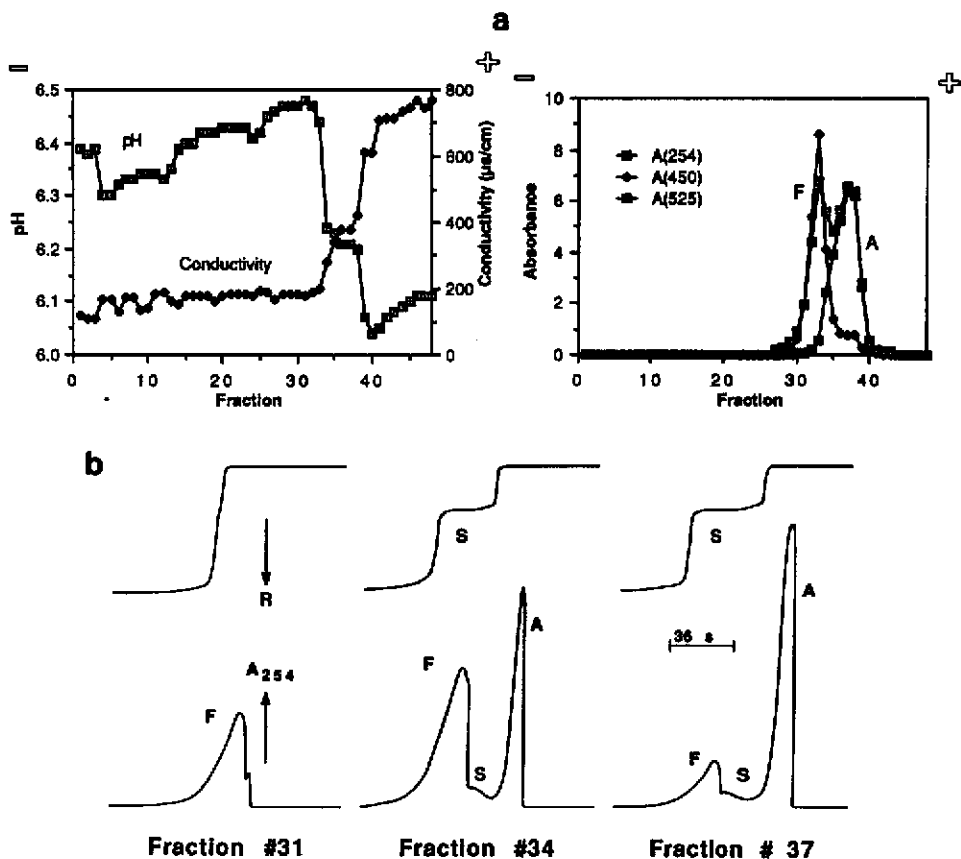 a
− + − +
6.5
6.4
6.3
6.2
6.1
6.0
pH
pH
Conductivity
800
600
400
200
0
Conductivity (µs/cm)
0 10 20 30 40
Fraction
10
8
6
4
2
0
Absorbance
A(254)
A(450)
A(525)
F
A
0 10 20 30 40
Fraction
b
R
S
S
A254
36 s
F
F
S
A
F
S
A
Fraction #31
Fraction #34
Fraction # 37